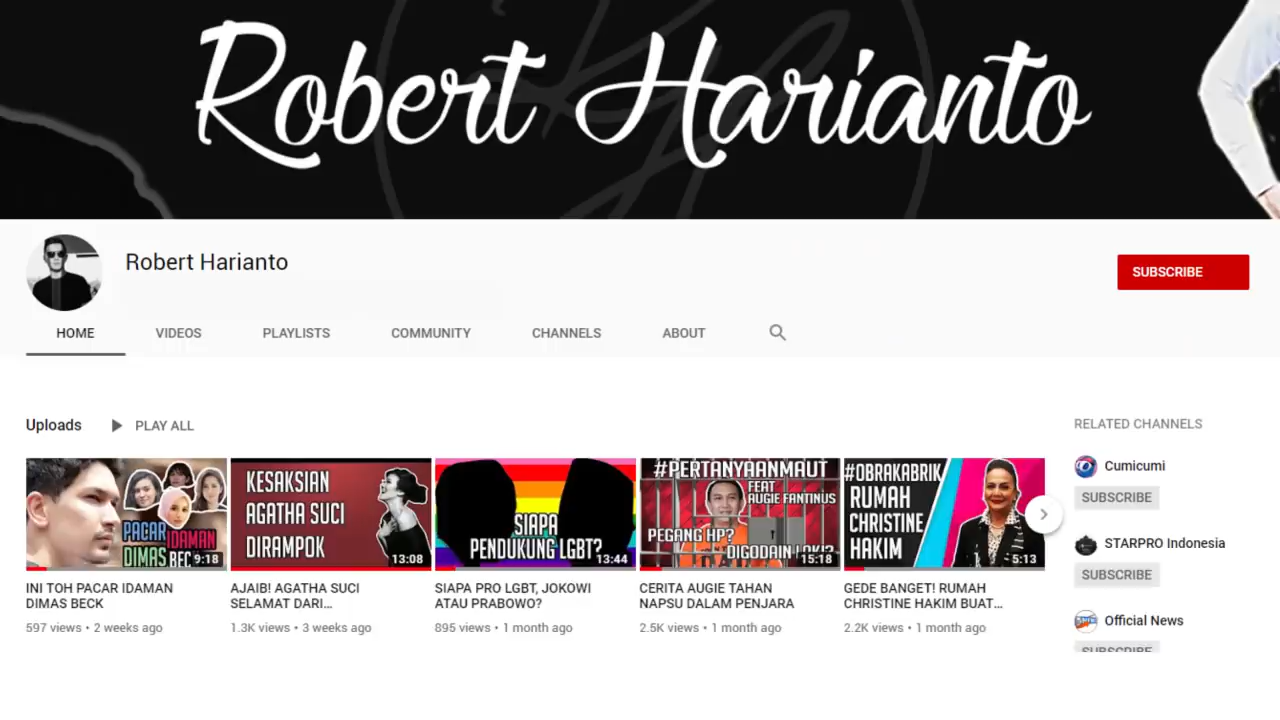 Robert Harianto
Robert Harianto
SUBSCRIBE
HOME
VIDEOS
PLAYLISTS
COMMUNITY
CHANNELS
ABOUT
Uploads
PLAY ALL
PACAR IDAMAN
DIMAS BECK
9:18
INI TOH PACAR IDAMAN
DIMAS BECK
597 views • 2 weeks ago
KESAKSIAN
AGATHA SUCI
DIRAMPOK
13:08
AJAIB! AGATHA SUCI
SELAMAT DARI...
1.3K views • 3 weeks ago
SIAPA
PENDUKUNG LGBT?
13:44
SIAPA PRO LGBT, JOKOWI
ATAU PRABOWO?
895 views • 1 month ago
#PERTANYAANMAUT
FEAT
AUGIE FANTINUS
PEGANG HP?
DIGODAIN LAKI?
15:18
CERITA AUGIE TAHAN
NAPSU DALAM PENJARA
2.5K views • 1 month ago
#OBRAKABRIK
RUMAH
CHRISTINE
HAKIM
5:13
GEDE BANGET! RUMAH
CHRISTINE HAKIM BUAT...
2.2K views • 1 month ago
RELATED CHANNELS
Cumicumi
SUBSCRIBE
STARPRO Indonesia
SUBSCRIBE
Official News
SUBSCRIBE